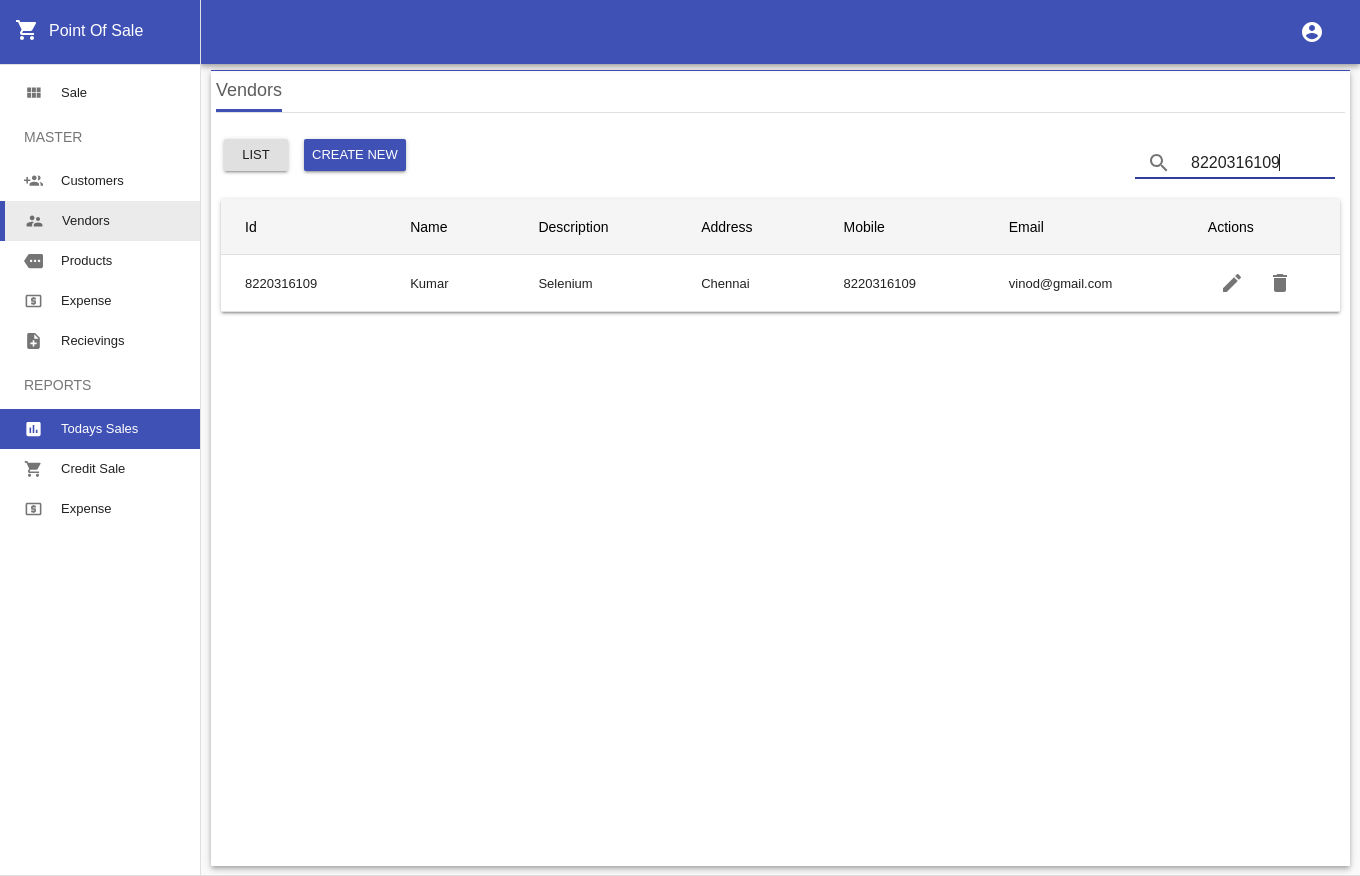 Point Of Sale
Sale
MASTER
Customers
Vendors
Products
Expense
Recievings
REPORTS
Todays Sales
Credit Sale
Expense
Vendors
LIST CREATE NEW 8220316109
Id Name Description Address Mobile Email Actions
8220316109 Kumar Selenium Chennai 8220316109 vinod@gmail.com